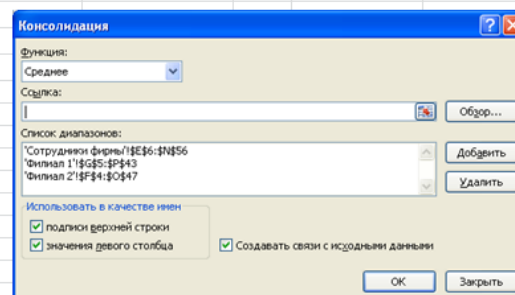 Консолидация
Функция:
Среднее
Ссылка:
Обзор...
Список диапазонов:
'Сотрудники фирмы'!$E$6:$N$56
'Филиал 1'!$G$5:$P$43
'Филиал 2'!$F$4:$O$47
Добавить
Удалить
Использовать в качестве имен
подписи верхней строки
значения левого столбца
Создавать связи с исходными данными
ОК
Закрыть